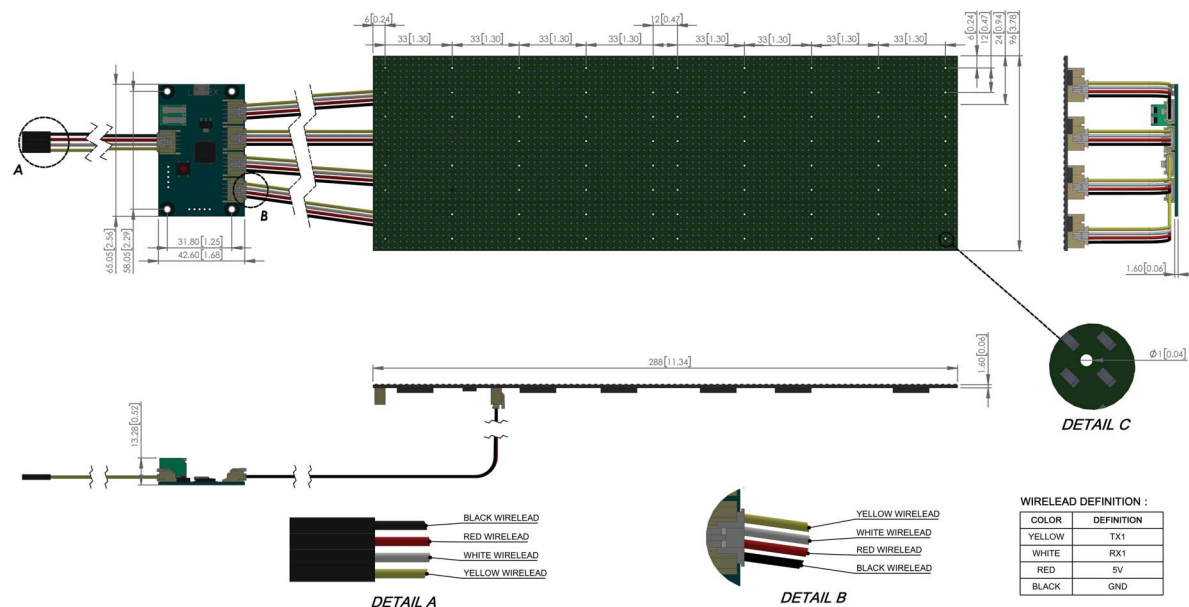 6[0.24]
12[0.47]
33[1.30] 33[1.30] 33[1.30] 33[1.30] 33[1.30] 33[1.30] 33[1.30] 33[1.30]
6[0.24]
12[0.47]
24[0.94]
96[3.78]
A
B
65.05[2.56]
58.05[2.29]
31.80[1.25]
42.60[1.68]
1.60[0.06]
288[11.34]
1.60[0.06]
Ø1[0.04]
DETAIL C
13.28[0.52]
BLACK WIRELEAD
RED WIRELEAD
WHITE WIRELEAD
YELLOW WIRELEAD
DETAIL A
YELLOW WIRELEAD
WHITE WIRELEAD
RED WIRELEAD
BLACK WIRELEAD
DETAIL B
WIRELEAD DEFINITION :
COLOR DEFINITION
YELLOW TX1
WHITE RX1
RED 5V
BLACK GND